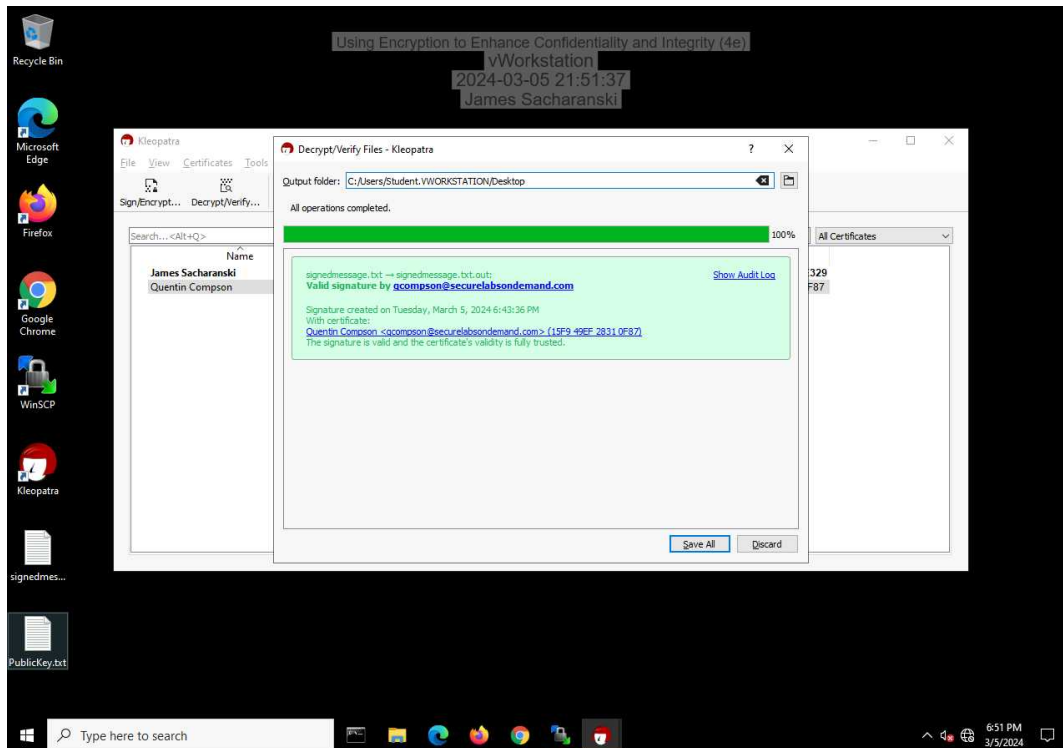 Recycle Bin
Using Encryption to Enhance Confidentiality and Integrity (4e)
vWorkstation
2024-03-05 21:51:37
James Sacharanski
Microsoft
Edge
Firefox
Google
Chrome
WinSCP
Kleopatra
signedmes...
PublicKey.txt
Kleopatra
File View Certificates Tools
Sign/Encrypt... Decrypt/Verify...
Search...<Alt+Q>
All Certificates
Name
James Sacharanski
329
Quentin Compson
F87
Decrypt/Verify Files - Kleopatra
Output folder: C:/Users/Student.VWORKSTATION/Desktop
All operations completed.
100%
signedmessage.txt → signedmessage.txt.out:
Show Audit Log
Valid signature by qcompson@securelabsondemand.com
Signature created on Tuesday, March 5, 2024 6:43:36 PM
With certificate:
Quentin Compson <qcompson@securelabsondemand.com> (15F9 49EF 2831 0F87)
The signature is valid and the certificate's validity is fully trusted.
Save All Discard
Type here to search
6:51 PM
3/5/2024